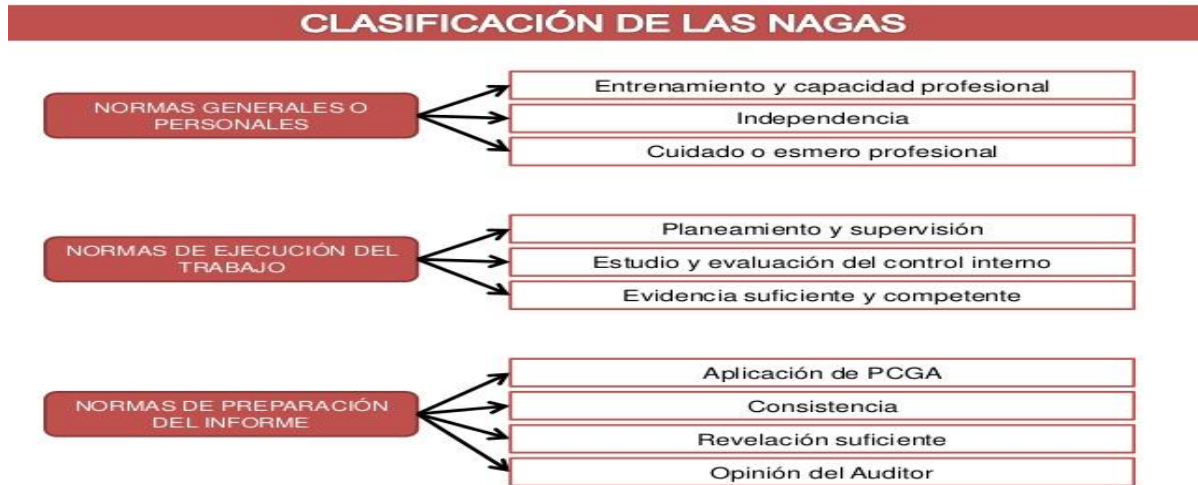 CLASIFICACIÓN DE LAS NAGAS
NORMAS GENERALES O
PERSONALES
Entrenamiento y capacidad profesional
Independencia
Cuidado o esmero profesional
NORMAS DE EJECUCIÓN DEL
TRABAJO
Planeamiento y supervisión
Estudio y evaluación del control interno
Evidencia suficiente y competente
NORMAS DE PREPARACIÓN
DEL INFORME
Aplicación de PCGA
Consistencia
Revelación suficiente
Opinión del Auditor